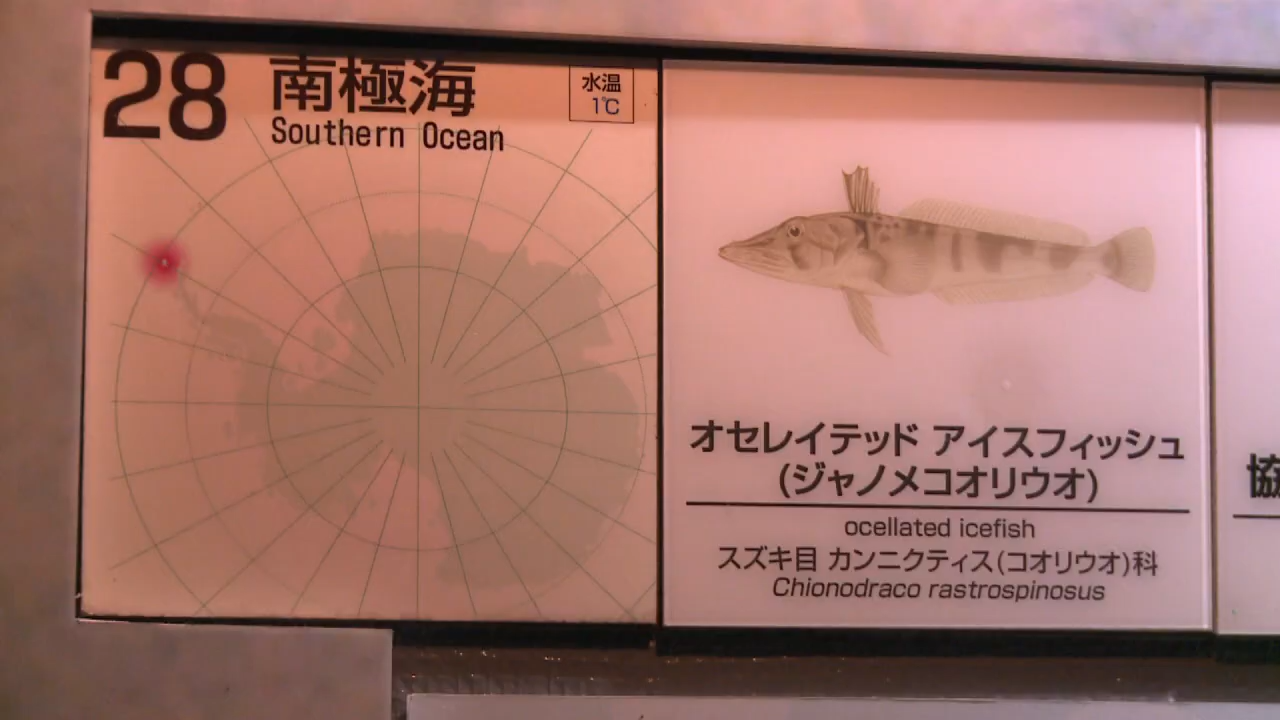 28
南極海
Southern Ocean
水温
1℃
オセレイテッド アイスフィッシュ
(ジャノメコオリウオ)
ocellated icefish
スズキ目 カンニクティス(コオリウオ)科
Chionodraco rastrospinosus
協